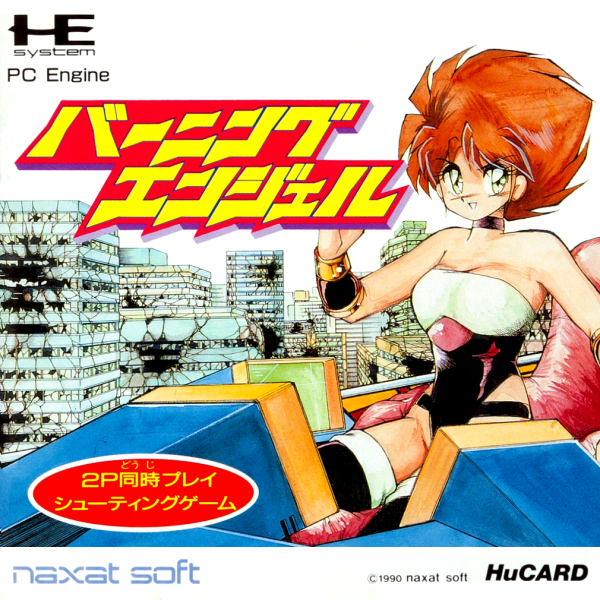 HE
system
PC Engine
バーニング
エンジェル
どうじ
2P同時プレイ
シューティングゲーム
naxat soft
©1990 naxat soft
HuCARD